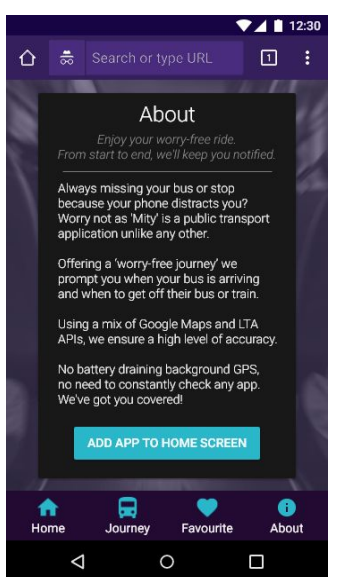 12:30
Search or type URL
1
About
Enjoy your worry-free ride.
From start to end, we'll keep you notified.
Always missing your bus or stop
because your phone distracts you?
Worry not as 'Mity' is a public transport
application unlike any other.
Offering a 'worry-free journey' we
prompt you when your bus is arriving
and when to get off their bus or train.
Using a mix of Google Maps and LTA
APIs, we ensure a high level of accuracy.
No battery draining background GPS,
no need to constantly check any app.
We've got you covered!
ADD APP TO HOME SCREEN
Home Journey Favourite About